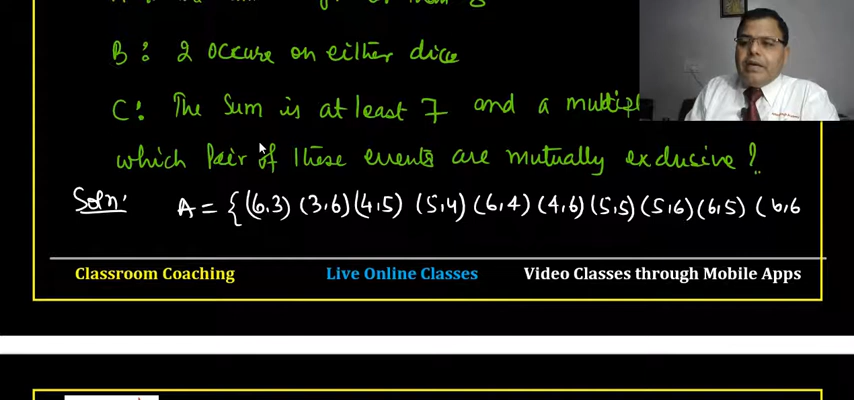 B : 2 occure on either dice
C : The Sum is at least 7 and a
which Pair of these events are mutually exclusive ?
Soln: A = { (6,3) (3,6) (4,5) (5,4) (6,4) (4,6) (5,5) (5,6) (6,5) (6,6
Classroom Coaching Live Online Classes Video Classes through Mobile Apps